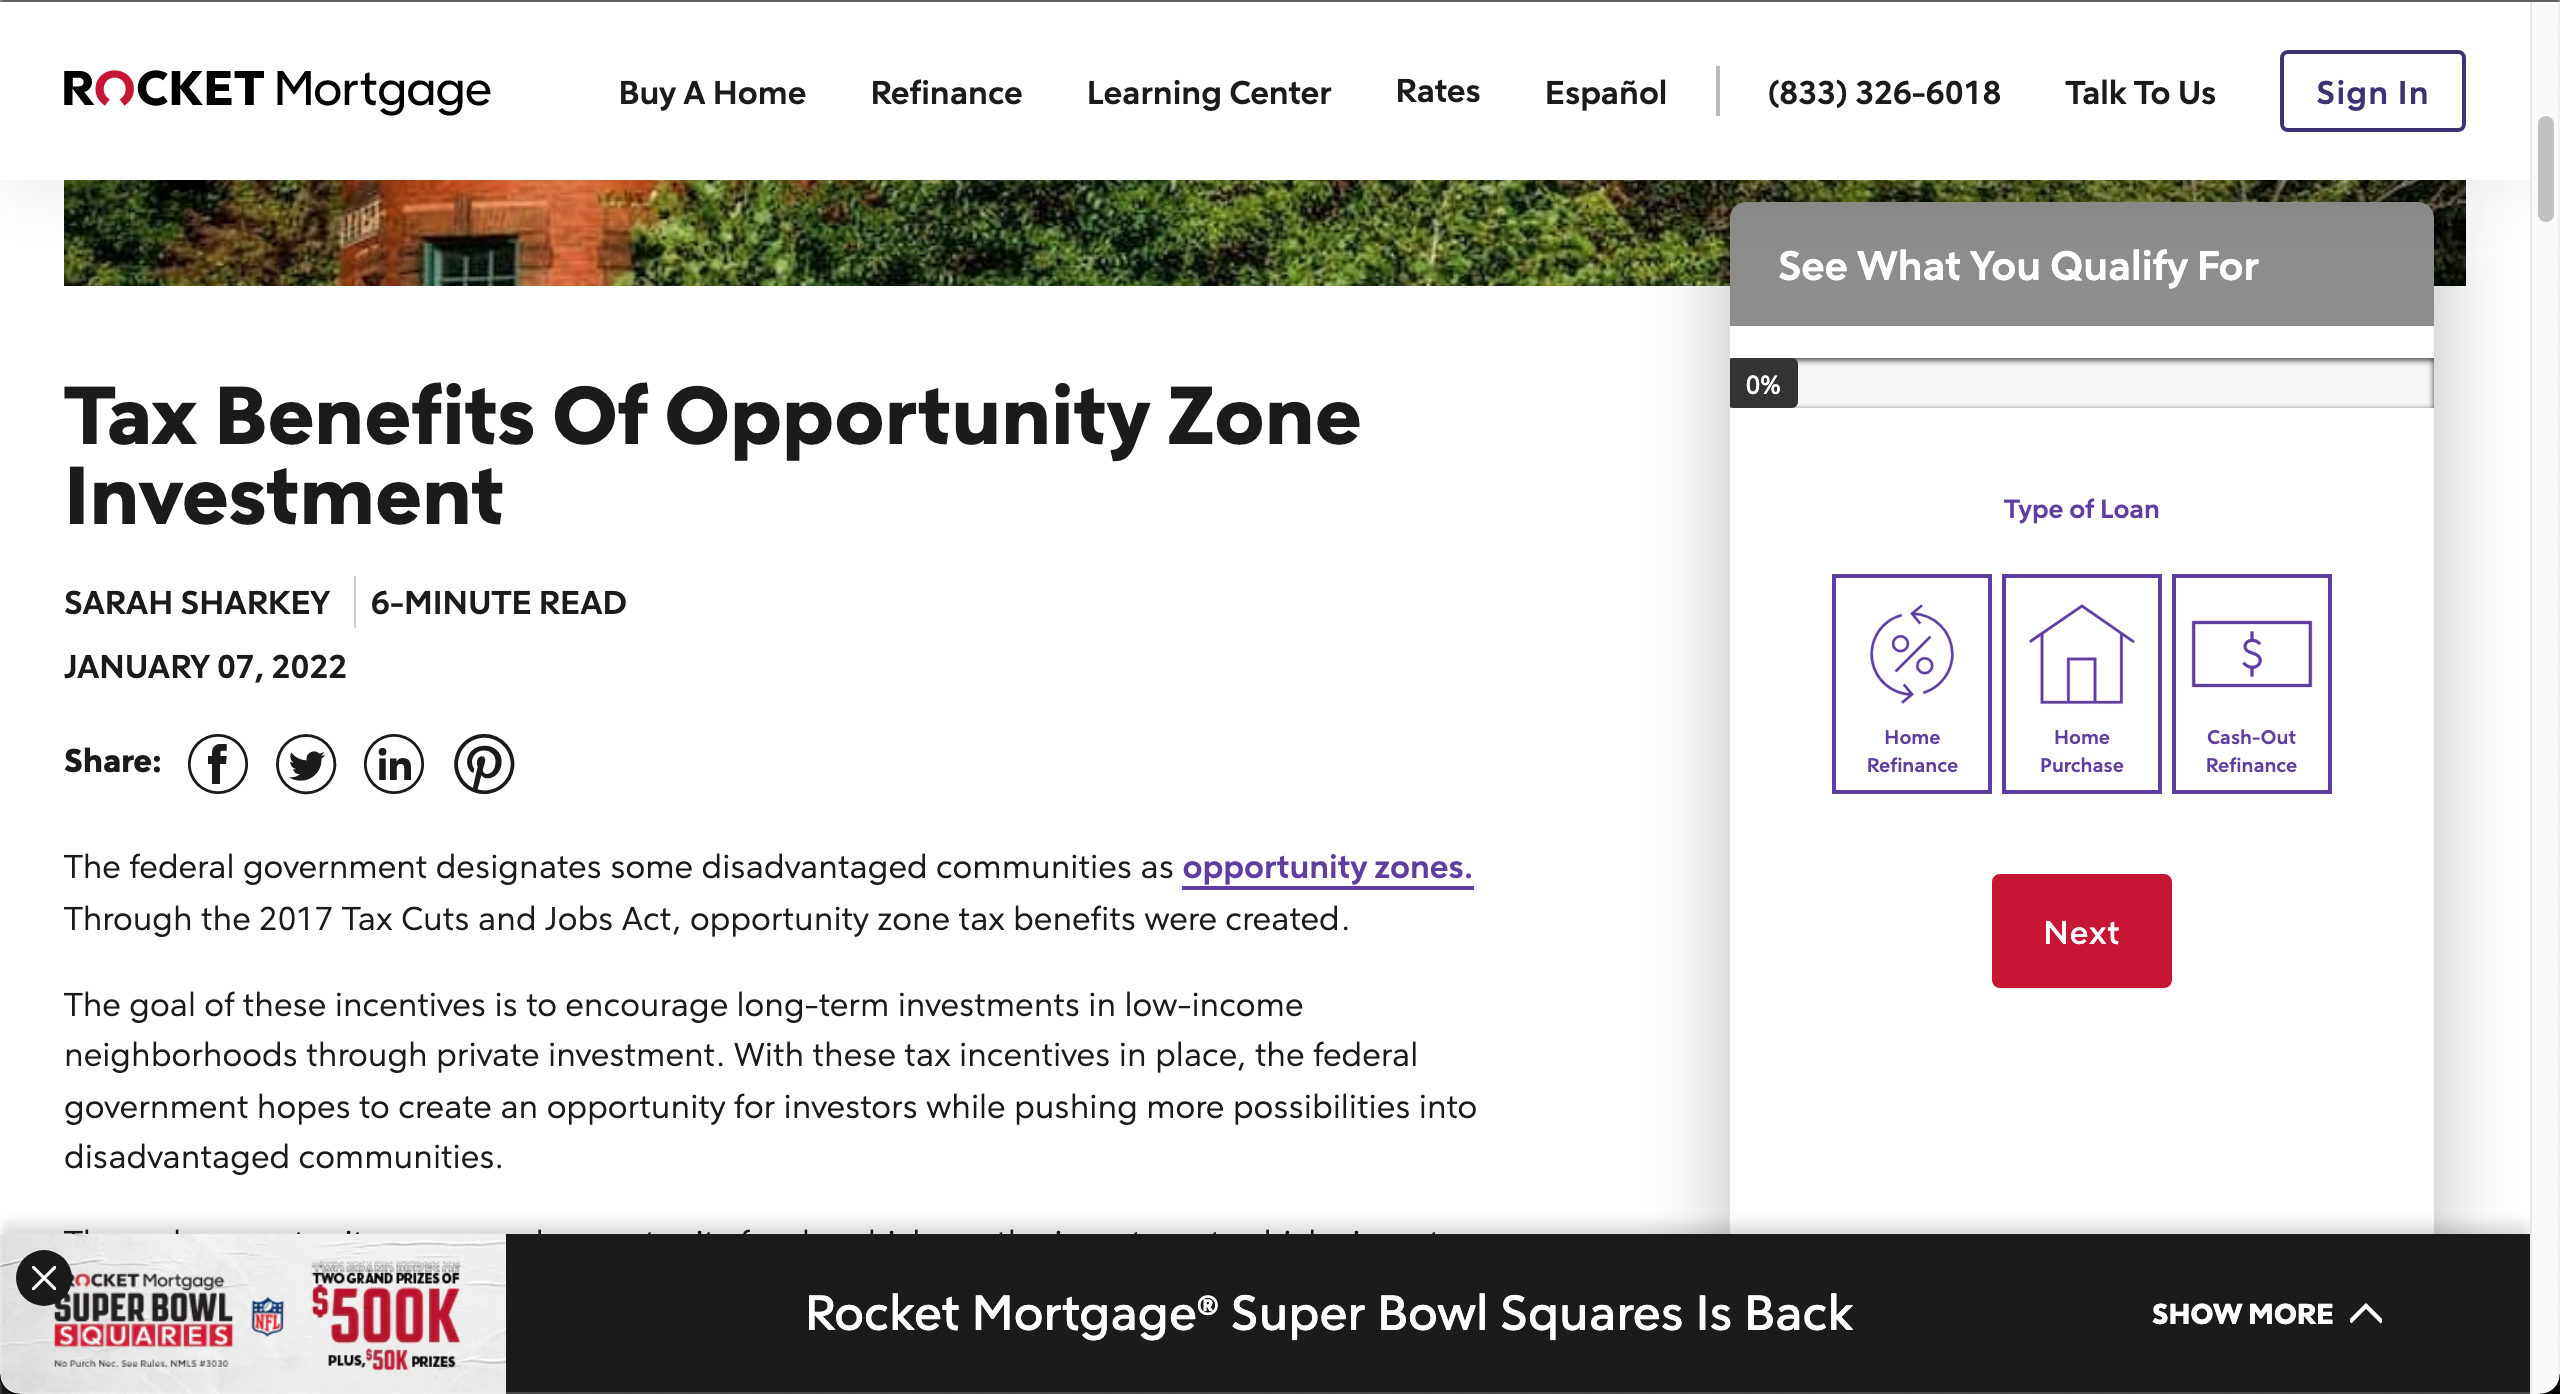 ROCKET Mortgage
Buy A Home
Refinance
Learning Center
Rates
Español
(833) 326-6018
Talk To Us
Sign In
See What You Qualify For
0%
Type of Loan
Home
Refinance
Home
Purchase
Cash-Out
Refinance
Next
Tax Benefits Of Opportunity Zone
Investment
SARAH SHARKEY
6-MINUTE READ
JANUARY 07, 2022
Share:
The federal government designates some disadvantaged communities as opportunity zones.
Through the 2017 Tax Cuts and Jobs Act, opportunity zone tax benefits were created.
The goal of these incentives is to encourage long-term investments in low-income
neighborhoods through private investment. With these tax incentives in place, the federal
government hopes to create an opportunity for investors while pushing more possibilities into
disadvantaged communities.
ROCKET Mortgage
SUPER BOWL
SQUARES
No Purch Nec. See Rules, NMLS #3030
NFL
TWO GRAND PRIZES OF
$500K
PLUS, $50K PRIZES
Rocket Mortgage® Super Bowl Squares Is Back
SHOW MORE